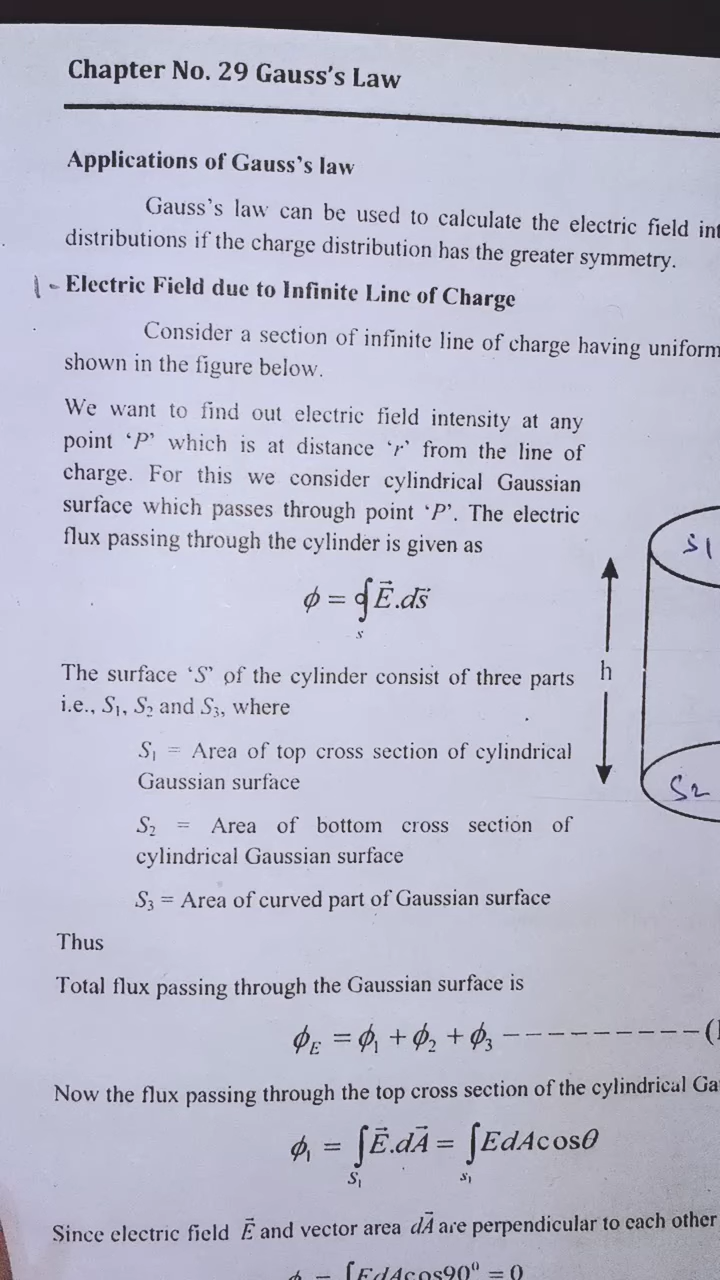 Chapter No. 29 Gauss's Law
Applications of Gauss's law
Gauss's law can be used to calculate the electric field
distributions if the charge distribution has the greater symmetry.
1- Electric Field due to Infinite Line of Charge
Consider a section of infinite line of charge having uniform
shown in the figure below.
We want to find out electric field intensity at any
point 'P' which is at distance 'r' from the line of
charge. For this we consider cylindrical Gaussian
surface which passes through point 'P'. The electric
flux passing through the cylinder is given as
S1
ϕ = ∮E⃗.ds⃗
s
The surface 'S' of the cylinder consist of three parts
h
i.e., S₁, S₂ and S₃, where
S₁ = Area of top cross section of cylindrical
Gaussian surface
S2
S₂ = Area of bottom cross section of
cylindrical Gaussian surface
S₃ = Area of curved part of Gaussian surface
Thus
Total flux passing through the Gaussian surface is
ϕ_E = ϕ₁ + ϕ₂ + ϕ₃ ---------(
Now the flux passing through the top cross section of the cylindrical
ϕ₁ = ∫E⃗.dA⃗ = ∫EdAcosθ
S₁ s₁
Since electric field E⃗ and vector area dA⃗ are perpendicular to each other
∫EdAcos90⁰ = 0